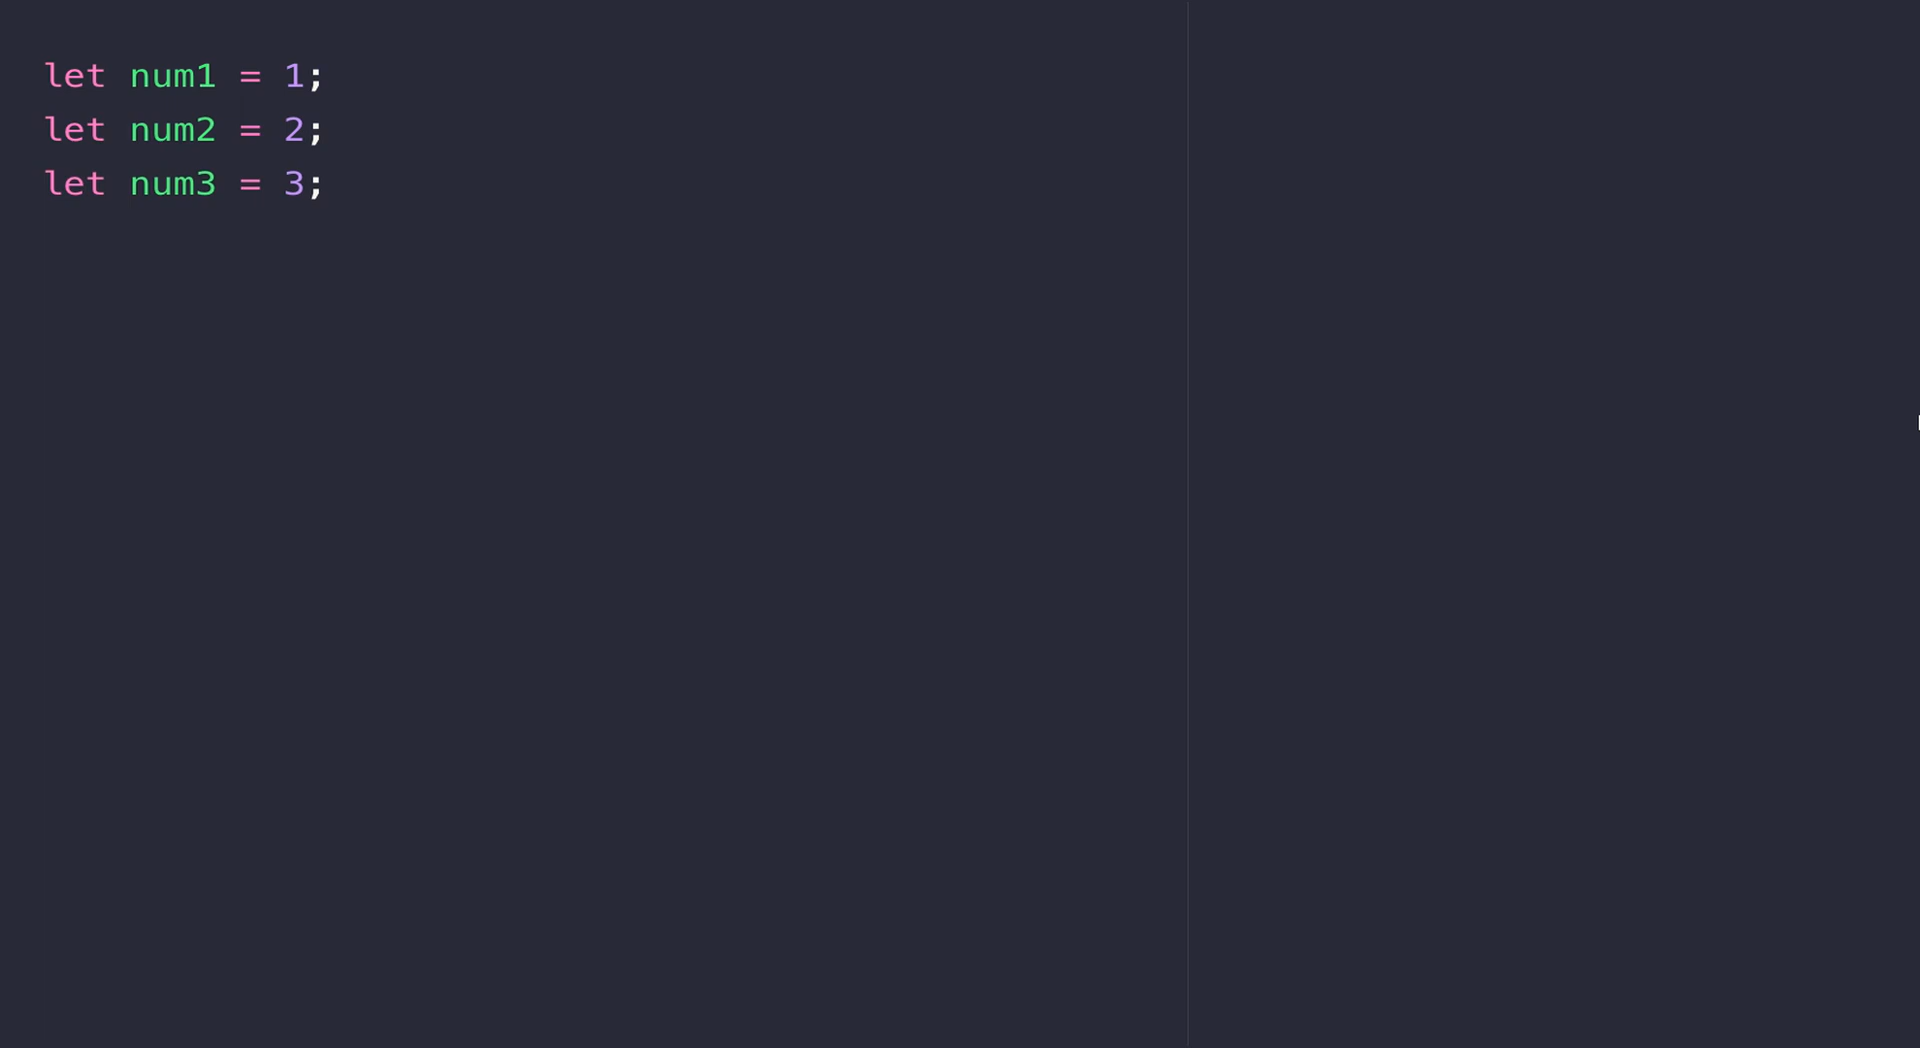 let num1 = 1;
let num2 = 2;
let num3 = 3;